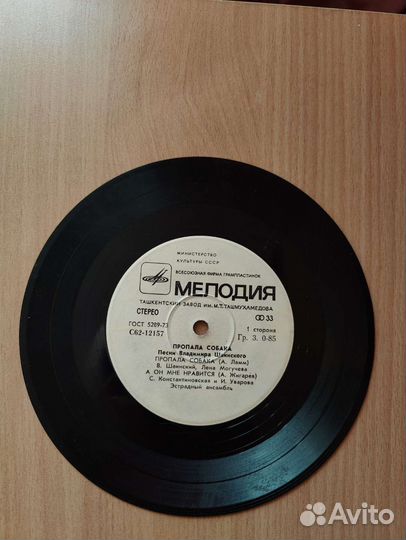 МИНИСТЕРСТВО
КУЛЬТУРЫ СССР
ВСЕСОЮЗНАЯ ФИРМА ГРАМПЛАСТИНОК
МЕЛОДИЯ
ТАШКЕНТСКИЙ ЗАВОД ИМ. М.Т.ТАШМУХАМЕДОВА
СТЕРЕО
33
ГОСТ 5289-73
1 сторона
С62-12157
Гр. 3. 0-85
ПРОПАЛА СОБАКА
Песни Владимира Шаинского
ПРОПАЛА СОБАКА (А. Ламм)
В. Шаинский, Лена Могучева
А ОН МНЕ НРАВИТСЯ (А. Жигарев)
С. Константиновская и И. Уварова
Эстрадный ансамбль
Avito